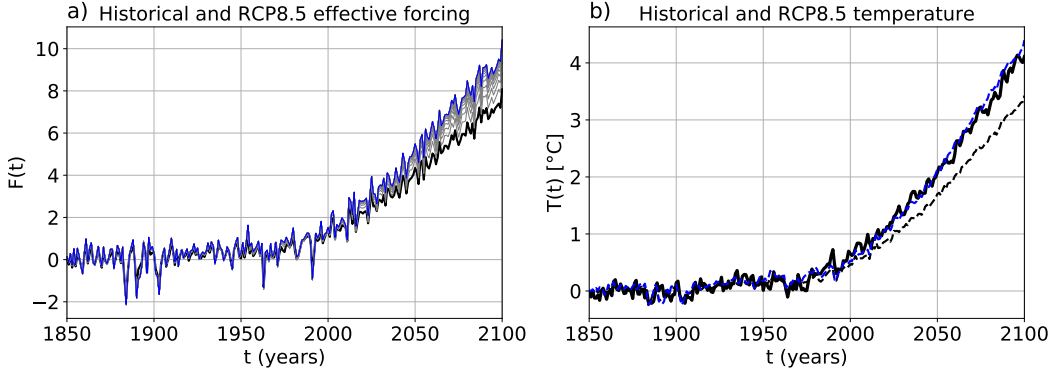 a) Historical and RCP8.5 effective forcing
10
8
6
4
2
0
−2
F(t)
1850 1900 1950 2000 2050 2100
t (years)
b) Historical and RCP8.5 temperature
4
3
2
1
0
T(t) [°C]
1850 1900 1950 2000 2050 2100
t (years)